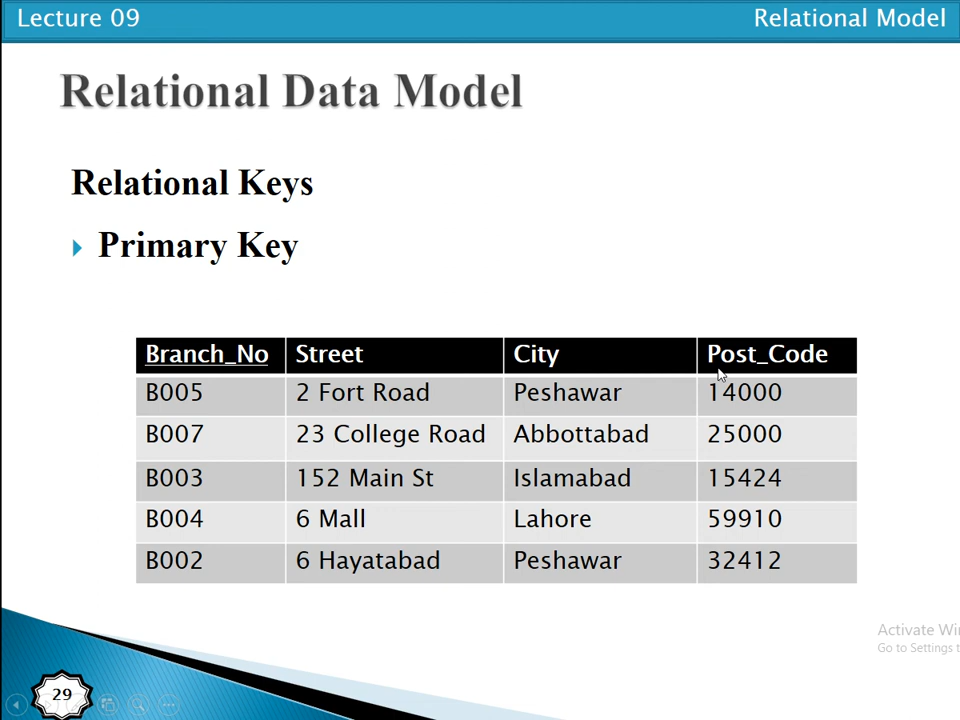 Lecture 09
Relational Model
Relational Data Model
Relational Keys
Primary Key
Branch_No Street City Post_Code
B005 2 Fort Road Peshawar 14000
B007 23 College Road Abbottabad 25000
B003 152 Main St Islamabad 15424
B004 6 Mall Lahore 59910
B002 6 Hayatabad Peshawar 32412
Activate Wi
Go to Settings t
29